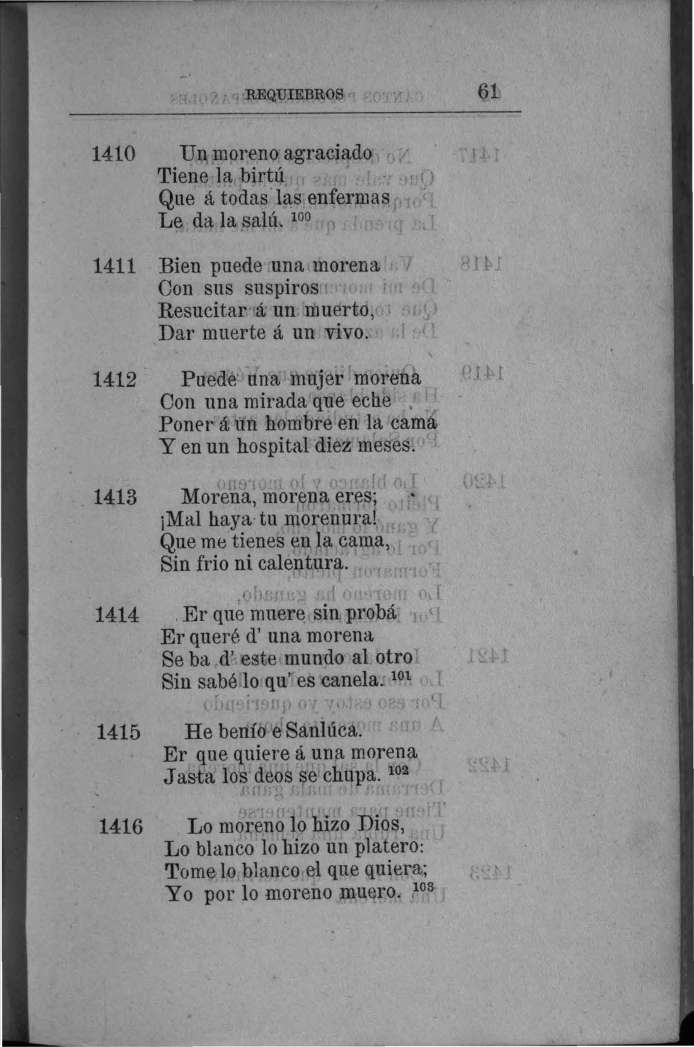 REQUIEBROS 61
1410 Un moreno agraciado
Tiene la birtú
Que á todas las enfermas
Le da la salú. 100
1411 Bien puede una morena
Con sus suspiros
Resucitar á un muerto,
Dar muerte á un vivo.
1412 Puede una mujer morena
Con una mirada que eche
Poner á un hombre en la cama
Y en un hospital diez meses.
1413 Morena, morena eres;
¡Mal haya tu morenura!
Que me tienes en la cama,
Sin frio ni calentura.
1414 Er que muere sin probá
Er queré d' una morena
Se ba d' este mundo al otro
Sin sabé lo qu' es canela. 101
1415 He benío e Sanlúca.
Er que quiere á una morena
Jasta los deos se chupa. 102
1416 Lo moreno lo hizo Dios,
Lo blanco lo hizo un platero:
Tome lo blanco el que quiera;
Yo por lo moreno muero. 103